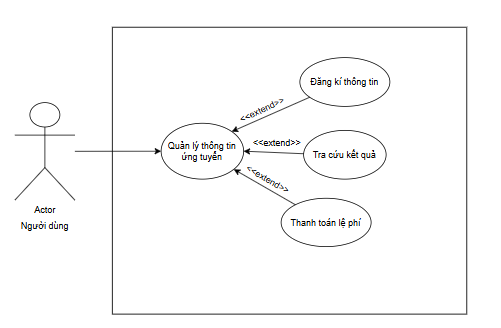 Đăng kí thông tin
<<extend>>
Quản lý thông tin
ứng tuyển
<<extend>>
Tra cứu kết quả
<<extend>>
Thanh toán lệ phí
Actor
Người dùng